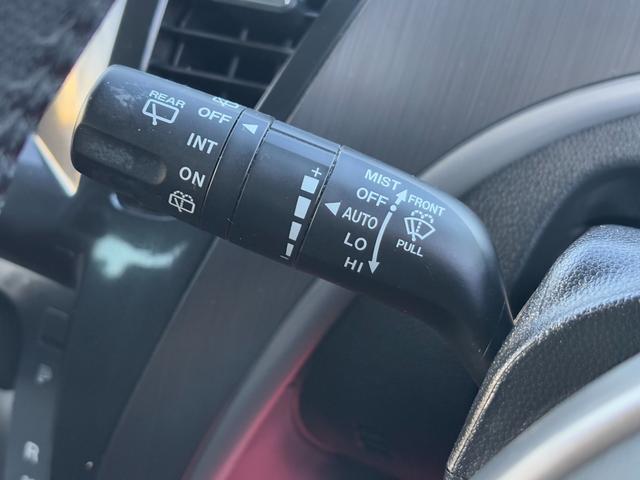 REAR
OFF
INT
ON
+
-
MIST
OFF
AUTO
LO
HI
FRONT
PULL
P
R